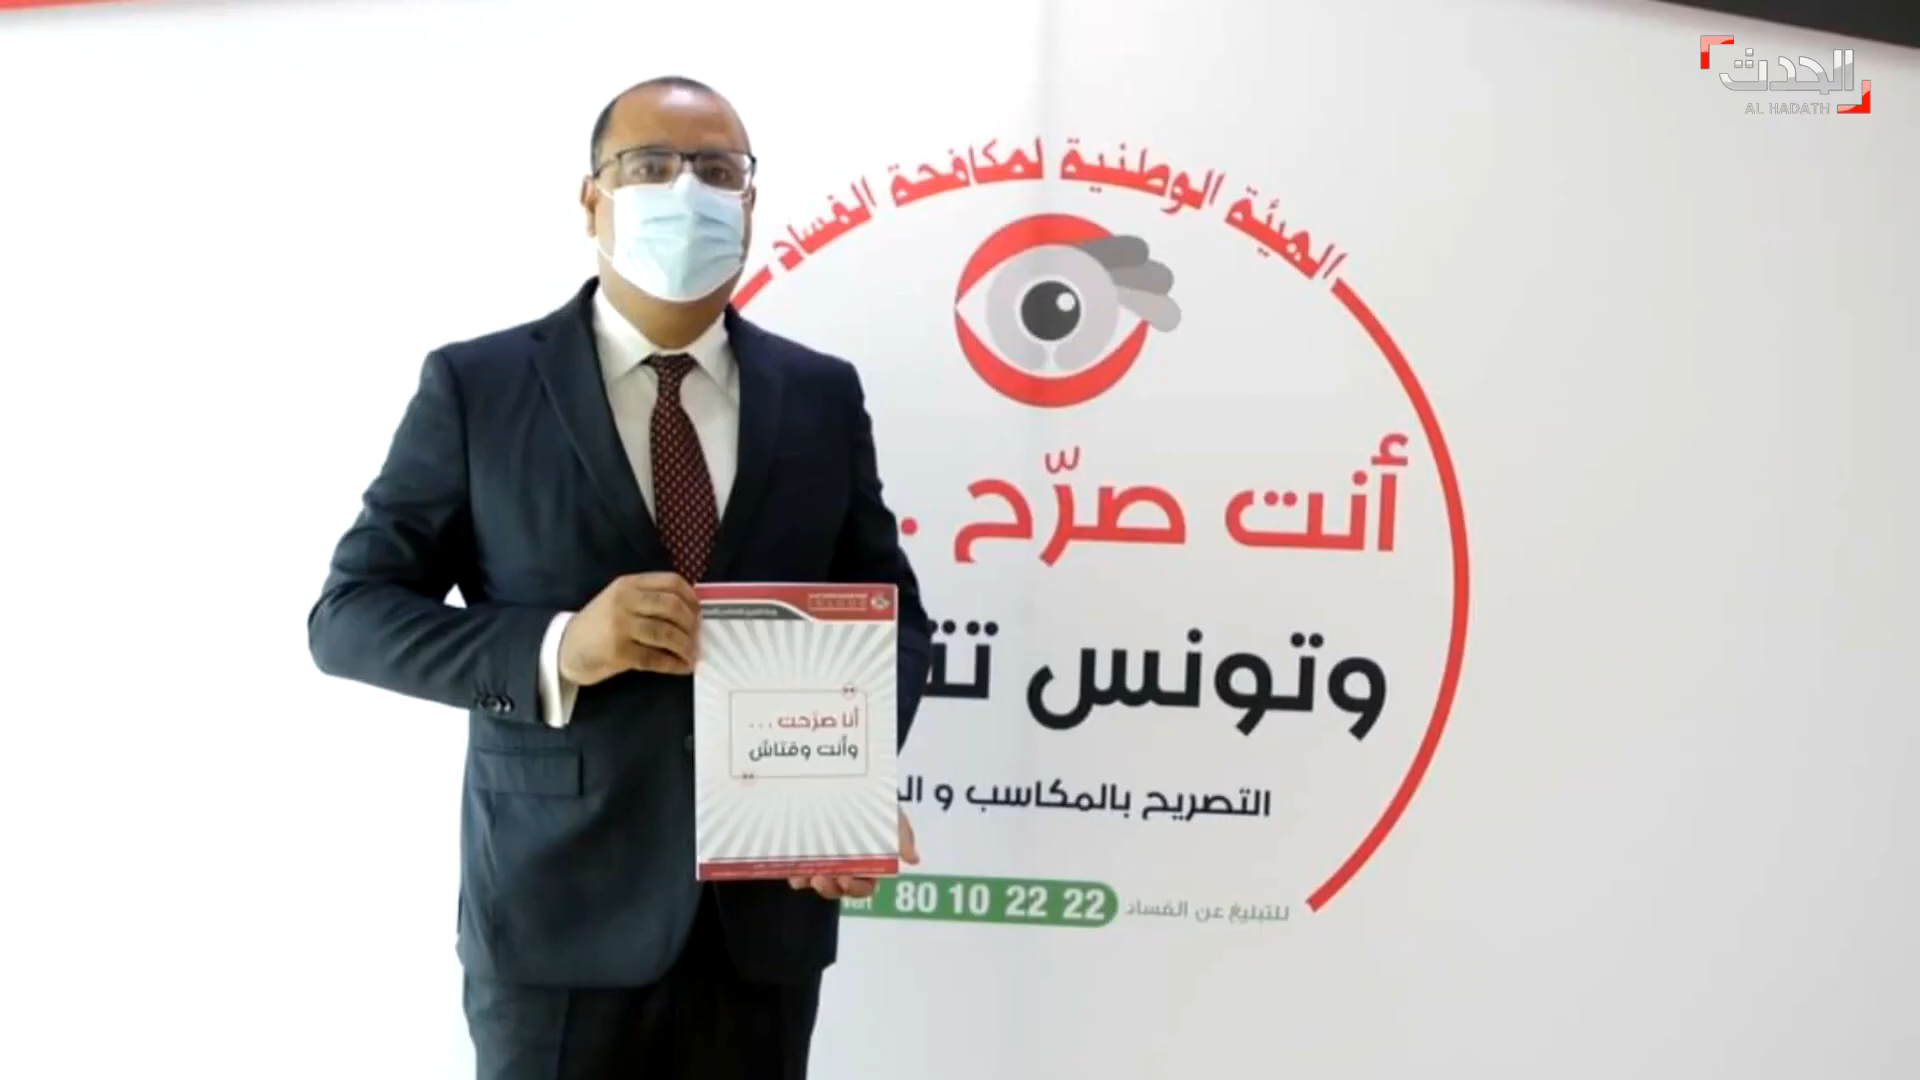 الحدث
AL HADATH
الهيئة الوطنية لمكافحة الفساد
أنت صرّح .
وتونس
التصريح بالمكاسب و
80 10 22 22 للتبليغ عن الفساد
أنا صرّحت ...
وأنت وقتاش